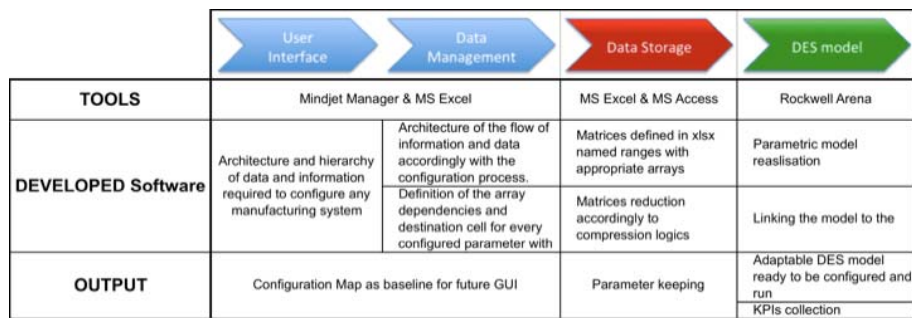 User
Interface
Data
Management
Data Storage
DES model
TOOLS
Mindjet Manager & MS Excel
MS Excel & MS Access
Rockwell Arena
DEVELOPED Software
Architecture and hierarchy
of data and information
required to configure any
manufacturing system
Architecture of the flow of
information and data
accordingly with the
configuration process.
Definition of the array
dependencies and
destination cell for every
configured parameter with
Matrices defined in xlsx
named ranges with
appropriate arrays
Matrices reduction
accordingly to
compression logics
Parametric model
reaslisation
Linking the model to the
OUTPUT
Configuration Map as baseline for future GUI
Parameter keeping
Adaptable DES model
ready to be configured and
run
KPIs collection